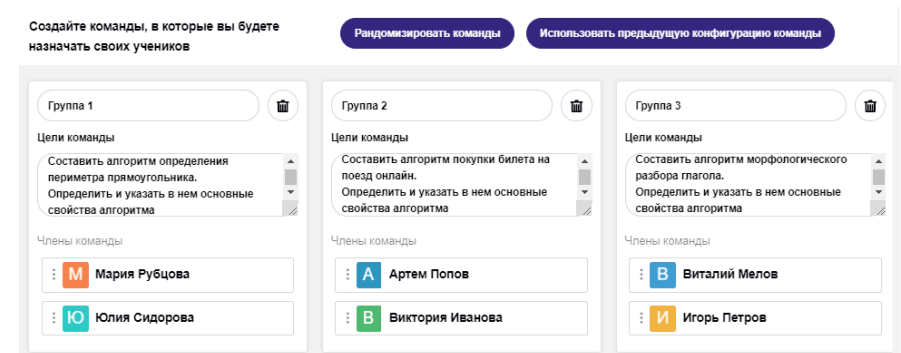 Создайте команды, в которые вы будете
назначать своих учеников
Рандомизировать команды
Использовать предыдущую конфигурацию команды
Группа 1
Цели команды
Составить алгоритм определения
периметра прямоугольника.
Определить и указать в нем основные
свойства алгоритма
Члены команды
М Мария Рубцова
Ю Юлия Сидорова
Группа 2
Цели команды
Составить алгоритм покупки билета на
поезд онлайн.
Определить и указать в нем основные
свойства алгоритма
Члены команды
А Артем Попов
В Виктория Иванова
Группа 3
Цели команды
Составить алгоритм морфологического
разбора глагола.
Определить и указать в нем основные
свойства алгоритма
Члены команды
В Виталий Мелов
И Игорь Петров